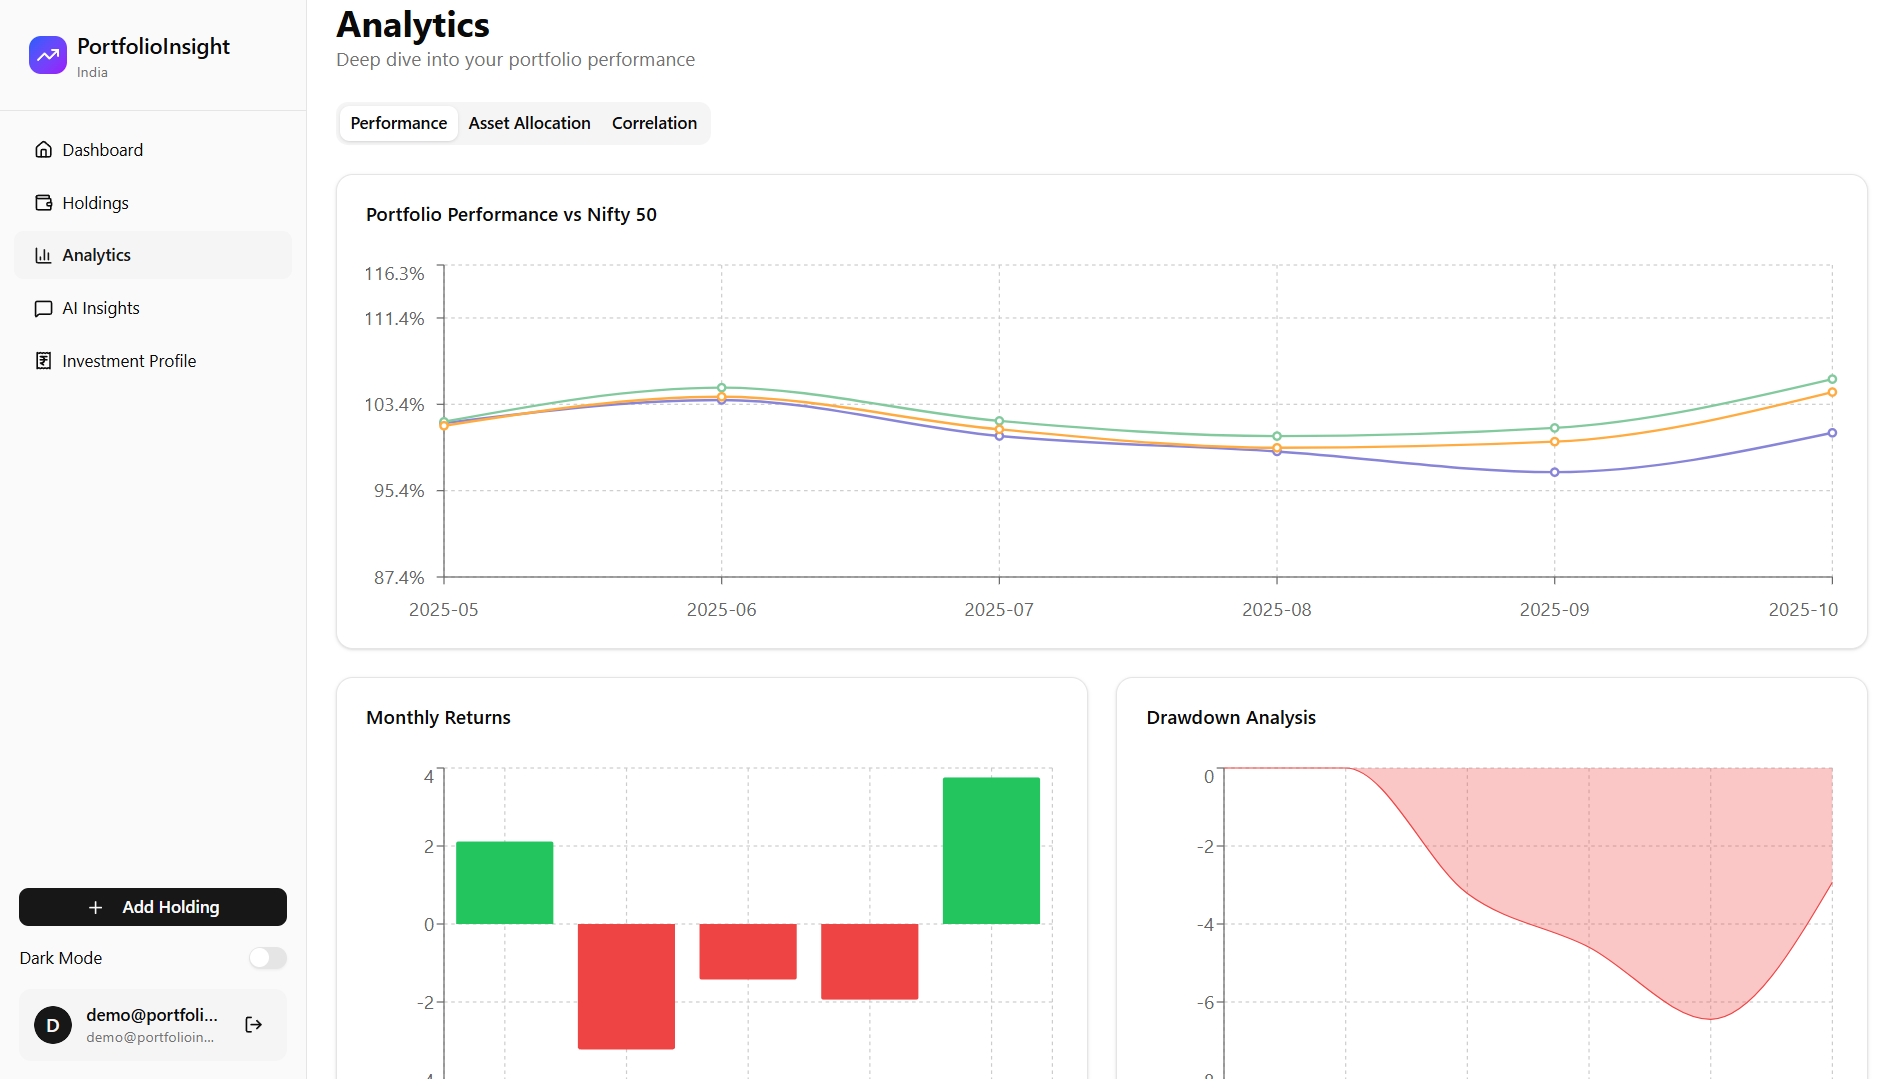 PortfolioInsight
India
Dashboard
Holdings
Analytics
AI Insights
Investment Profile
Add Holding
Dark Mode
D
demo@portfoli...
demo@portfolioin...
Analytics
Deep dive into your portfolio performance
Performance
Asset Allocation
Correlation
Portfolio Performance vs Nifty 50
116.3%
111.4%
103.4%
95.4%
87.4%
2025-05
2025-06
2025-07
2025-08
2025-09
2025-10
Monthly Returns
4
2
0
-2
Drawdown Analysis
0
-2
-4
-6